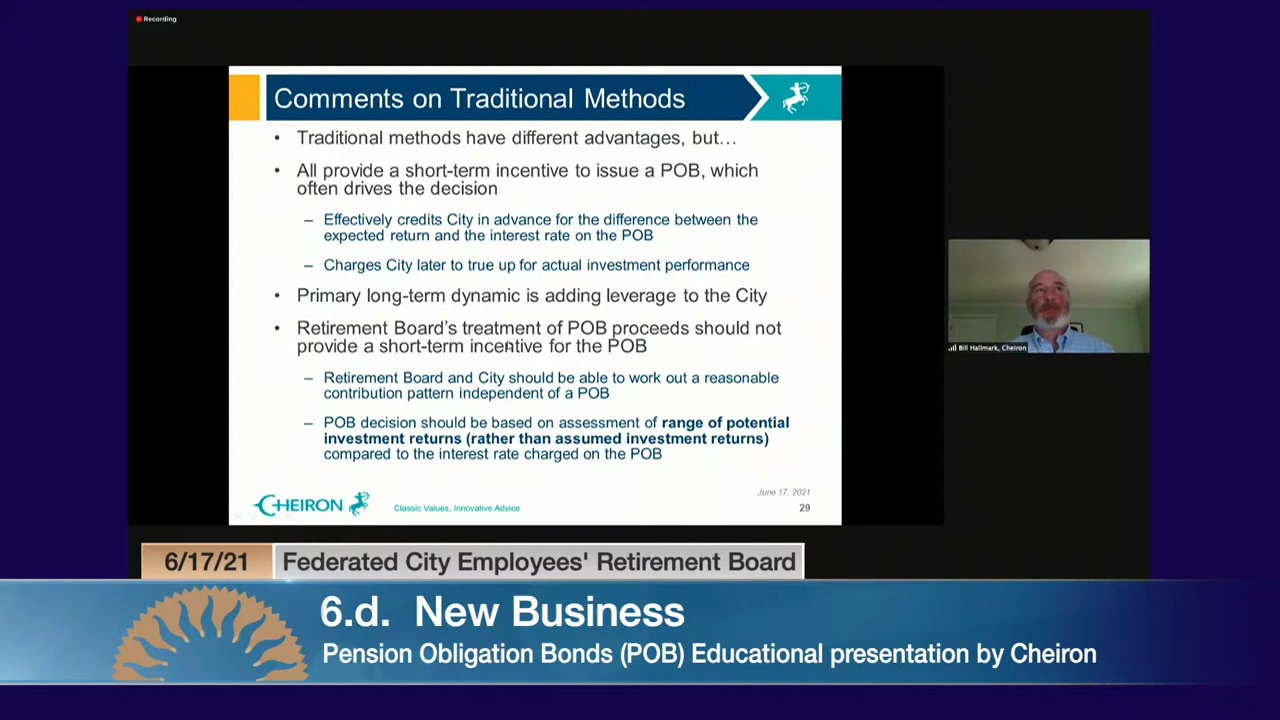 Recording
Comments on Traditional Methods
• Traditional methods have different advantages, but…
• All provide a short-term incentive to issue a POB, which
often drives the decision
– Effectively credits City in advance for the difference between the
expected return and the interest rate on the POB
– Charges City later to true up for actual investment performance
• Primary long-term dynamic is adding leverage to the City
• Retirement Board's treatment of POB proceeds should not
provide a short-term incentive for the POB
– Retirement Board and City should be able to work out a reasonable
contribution pattern independent of a POB
– POB decision should be based on assessment of range of potential
investment returns (rather than assumed investment returns)
compared to the interest rate charged on the POB
CHEIRON
Classic Values, Innovative Advice
June 17, 2021
29
Bill Hallmark, Cheiron
6/17/21 Federated City Employees' Retirement Board
6.d. New Business
Pension Obligation Bonds (POB) Educational presentation by Cheiron